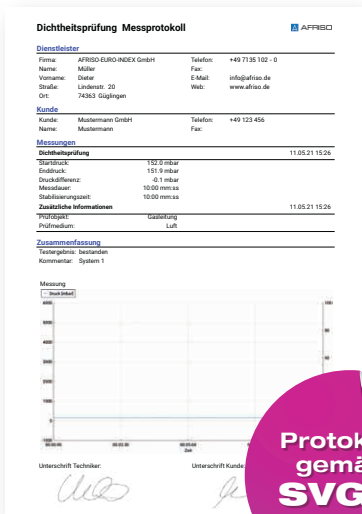 Dichtheitsprüfung Messprotokoll
AFRISO
Dienstleister
Firma: AFRISO-EURO-INDEX GmbH Telefon: +49 7135 102 - 0
Name: Müller Fax:
Vorname: Dieter E-Mail: info@afriso.de
Straße: Lindenstr. 20 Web: www.afriso.de
Ort: 74363 Güglingen
Kunde
Kunde: Mustermann GmbH Telefon: +49 123 456
Name: Mustermann Fax:
Messungen
Dichtheitsprüfung 11.05.21 15:26
Startdruck: 152.0 mbar
Enddruck: 151.9 mbar
Druckdifferenz: -0.1 mbar
Messdauer: 10:00 mm:ss
Stabilisierungszeit: 10:00 mm:ss
Zusätzliche Informationen 11.05.21 15:26
Prüfobjekt: Gasleitung
Prüfmedium: Luft
Zusammenfassung
Testergebnis: bestanden
Kommentar: System 1
Messung
Druck [mbar]
Zeit
Unterschrift Techniker: Unterschrift Kunde:
Protok
gemä
SVG